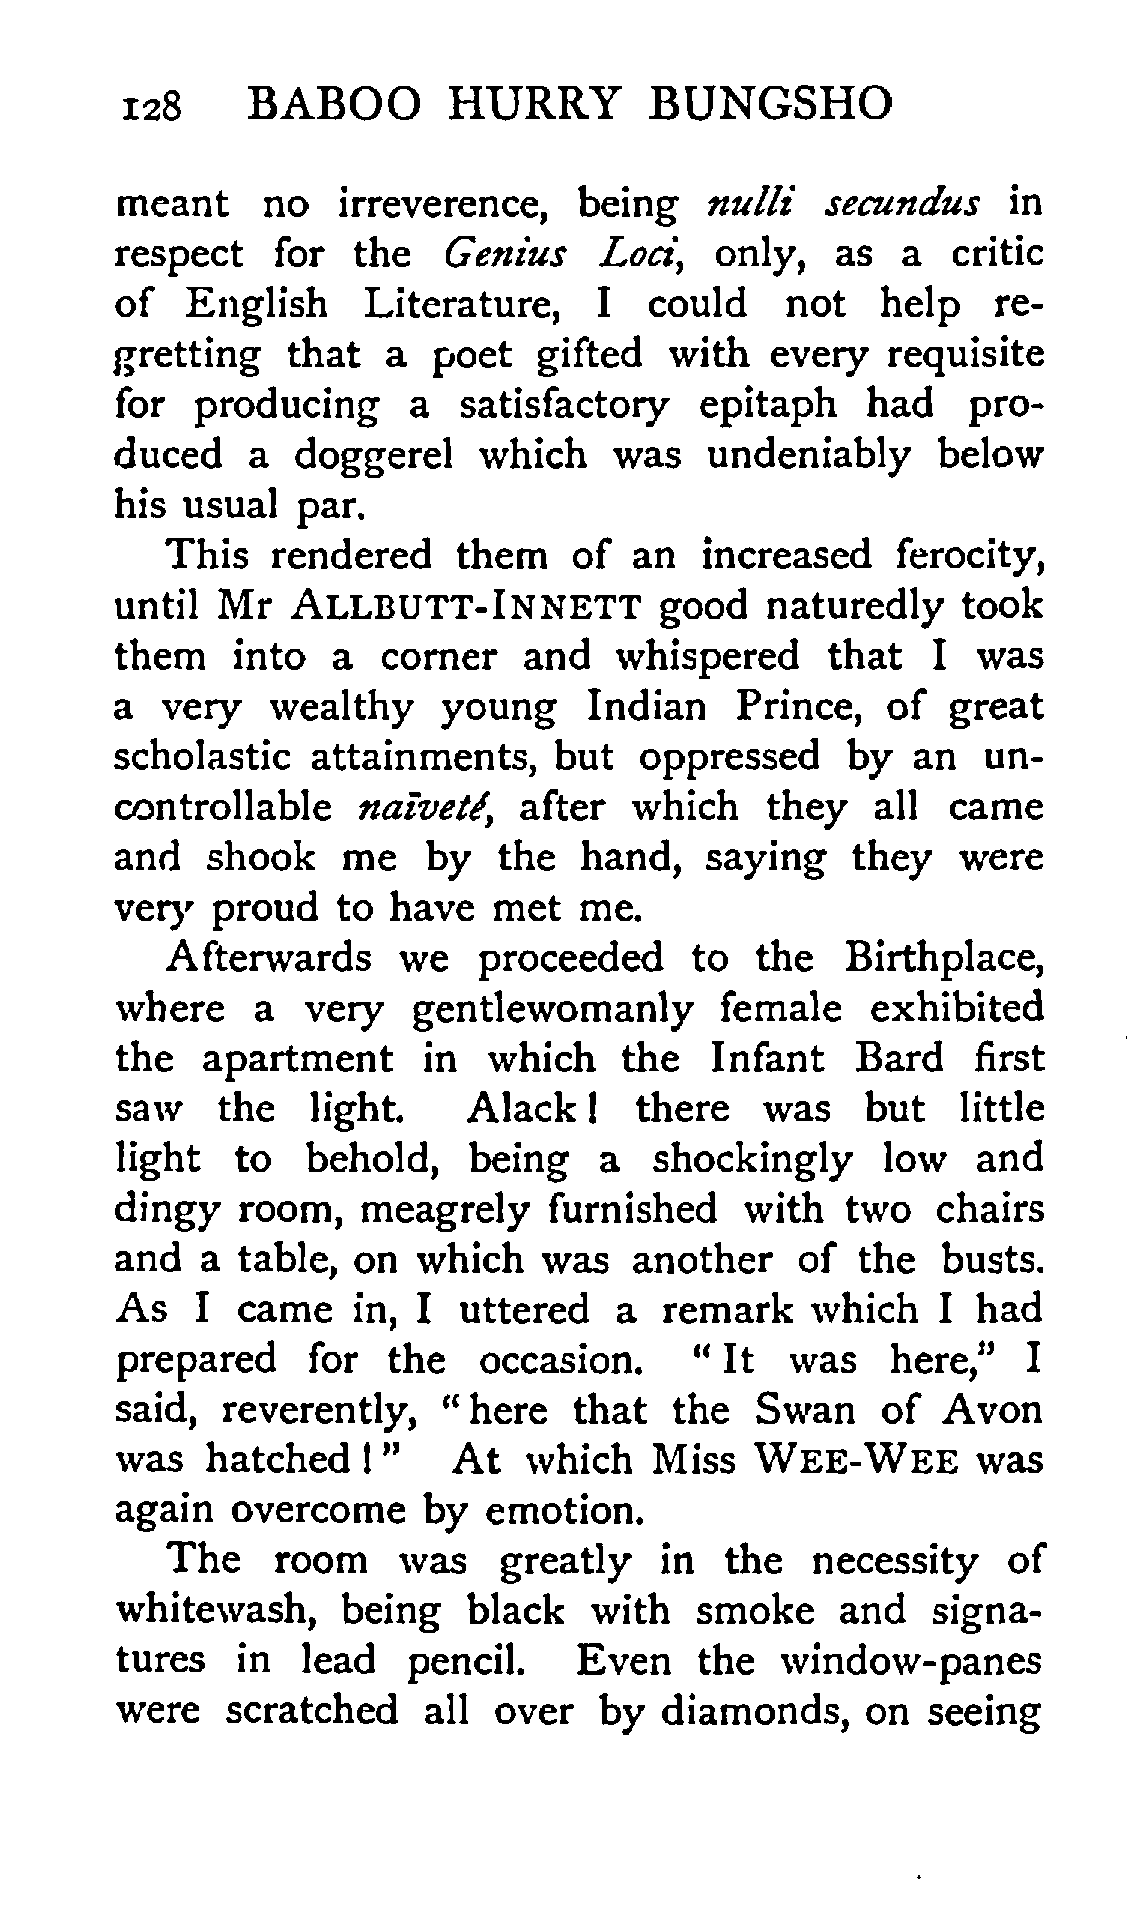 128 BABOO HURRY BUNGSHO
meant no irreverence, being nulli secundus in
respect for the Genius Loci, only, as a critic
of English Literature, I could not help re-
gretting that a poet gifted with every requisite
for producing a satisfactory epitaph had pro-
duced a doggerel which was undeniably below
his usual par.
This rendered them of an increased ferocity,
until Mr ALLBUTT-INNETT good naturedly took
them into a corner and whispered that I was
a very wealthy young Indian Prince, of great
scholastic attainments, but oppressed by an un-
controllable naïveté, after which they all came
and shook me by the hand, saying they were
very proud to have met me.
Afterwards we proceeded to the Birthplace,
where a very gentlewomanly female exhibited
the apartment in which the Infant Bard first
saw the light. Alack! there was but little
light to behold, being a shockingly low and
dingy room, meagrely furnished with two chairs
and a table, on which was another of the busts.
As I came in, I uttered a remark which I had
prepared for the occasion. "It was here," I
said, reverently, "here that the Swan of Avon
was hatched!" At which Miss WEE-WEE was
again overcome by emotion.
The room was greatly in the necessity of
whitewash, being black with smoke and signa-
tures in lead pencil. Even the window-panes
were scratched all over by diamonds, on seeing